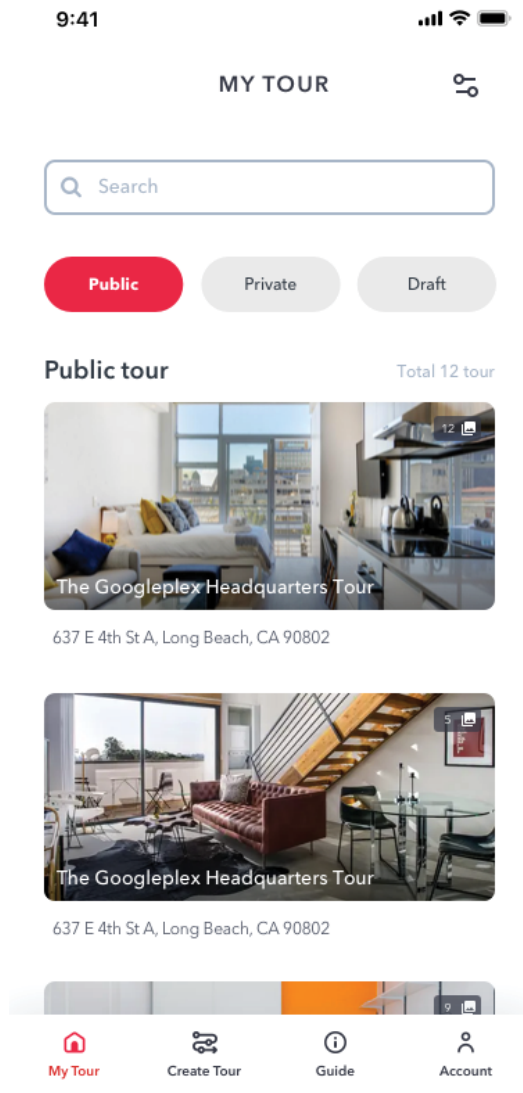 9:41
MY TOUR
Search
Public Private Draft
Public tour Total 12 tour
12
The Googleplex Headquarters Tour
637 E 4th St A, Long Beach, CA 90802
5
The Googleplex Headquarters Tour
637 E 4th St A, Long Beach, CA 90802
9
My Tour Create Tour Guide Account